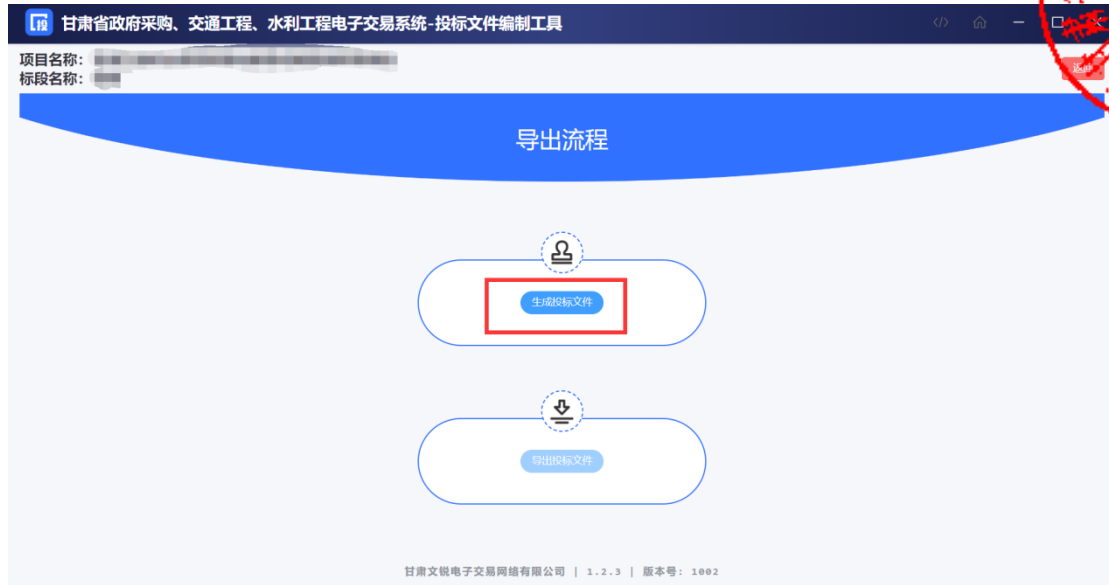 甘肃省政府采购、交通工程、水利工程电子交易系统-投标文件编制工具
项目名称：
标段名称：
导出流程
生成投标文件
导出投标文件
甘肃文锐电子交易网络有限公司 | 1.2.3 | 版本号: 1002